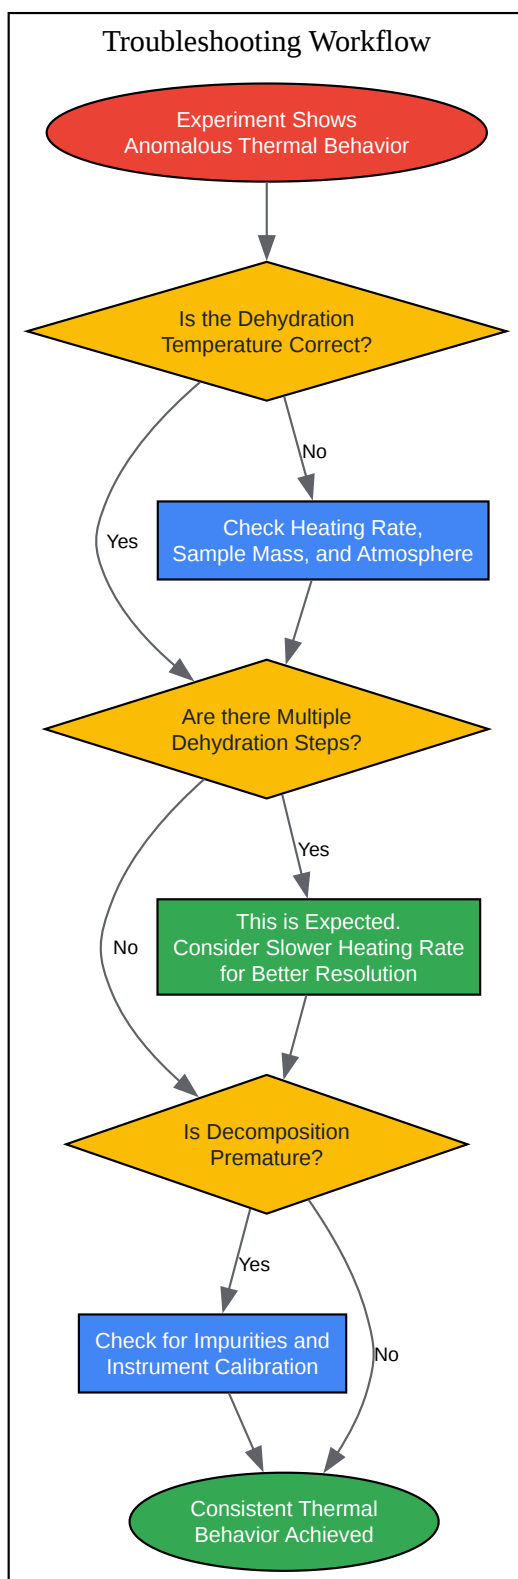 Troubleshooting Workflow
Experiment Shows
Anomalous Thermal Behavior
Is the Dehydration
Temperature Correct?
No
Check Heating Rate,
Sample Mass, and Atmosphere
Yes
Are there Multiple
Dehydration Steps?
Yes
This is Expected.
Consider Slower Heating Rate
for Better Resolution
No
Is Decomposition
Premature?
Yes
Check for Impurities and
Instrument Calibration
No
Consistent Thermal
Behavior Achieved